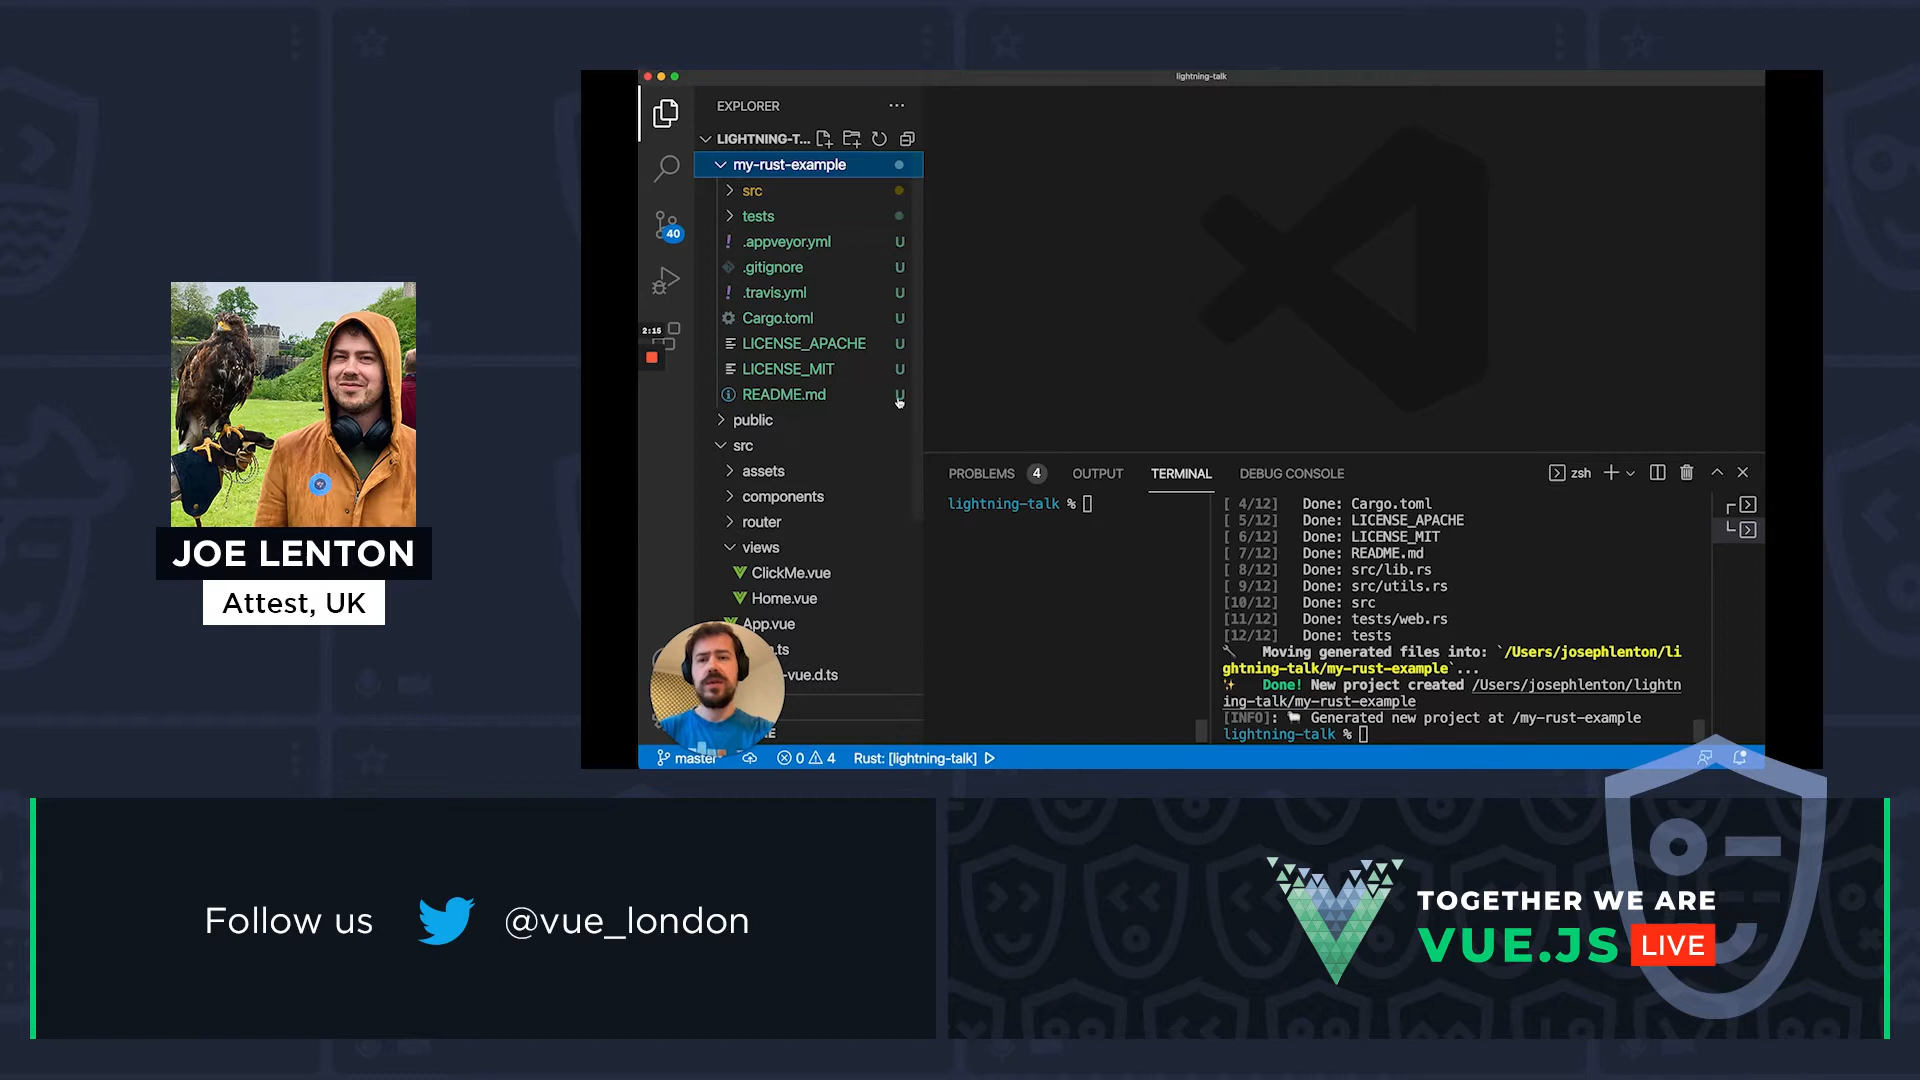 lightning-talk
EXPLORER
LIGHTNING-T...
my-rust-example
src
tests
.appveyor.yml U
.gitignore U
.travis.yml U
Cargo.toml U
LICENSE_APACHE U
LICENSE_MIT U
README.md U
public
src
assets
components
router
views
ClickMe.vue
Home.vue
App.vue
.ts
-vue.d.ts
40
2:15
PROBLEMS 4 OUTPUT TERMINAL DEBUG CONSOLE
zsh
lightning-talk %
[ 4/12] Done: Cargo.toml
[ 5/12] Done: LICENSE_APACHE
[ 6/12] Done: LICENSE_MIT
[ 7/12] Done: README.md
[ 8/12] Done: src/lib.rs
[ 9/12] Done: src/utils.rs
[10/12] Done: src
[11/12] Done: tests/web.rs
[12/12] Done: tests
Moving generated files into: `/Users/josephlenton/li
ghtning-talk/my-rust-example`...
Done! New project created /Users/josephlenton/lightn
ing-talk/my-rust-example
[INFO]: Generated new project at /my-rust-example
lightning-talk %
master 0 4 Rust: [lightning-talk]
JOE LENTON
Attest, UK
Follow us @vue_london
TOGETHER WE ARE
VUE.JS LIVE